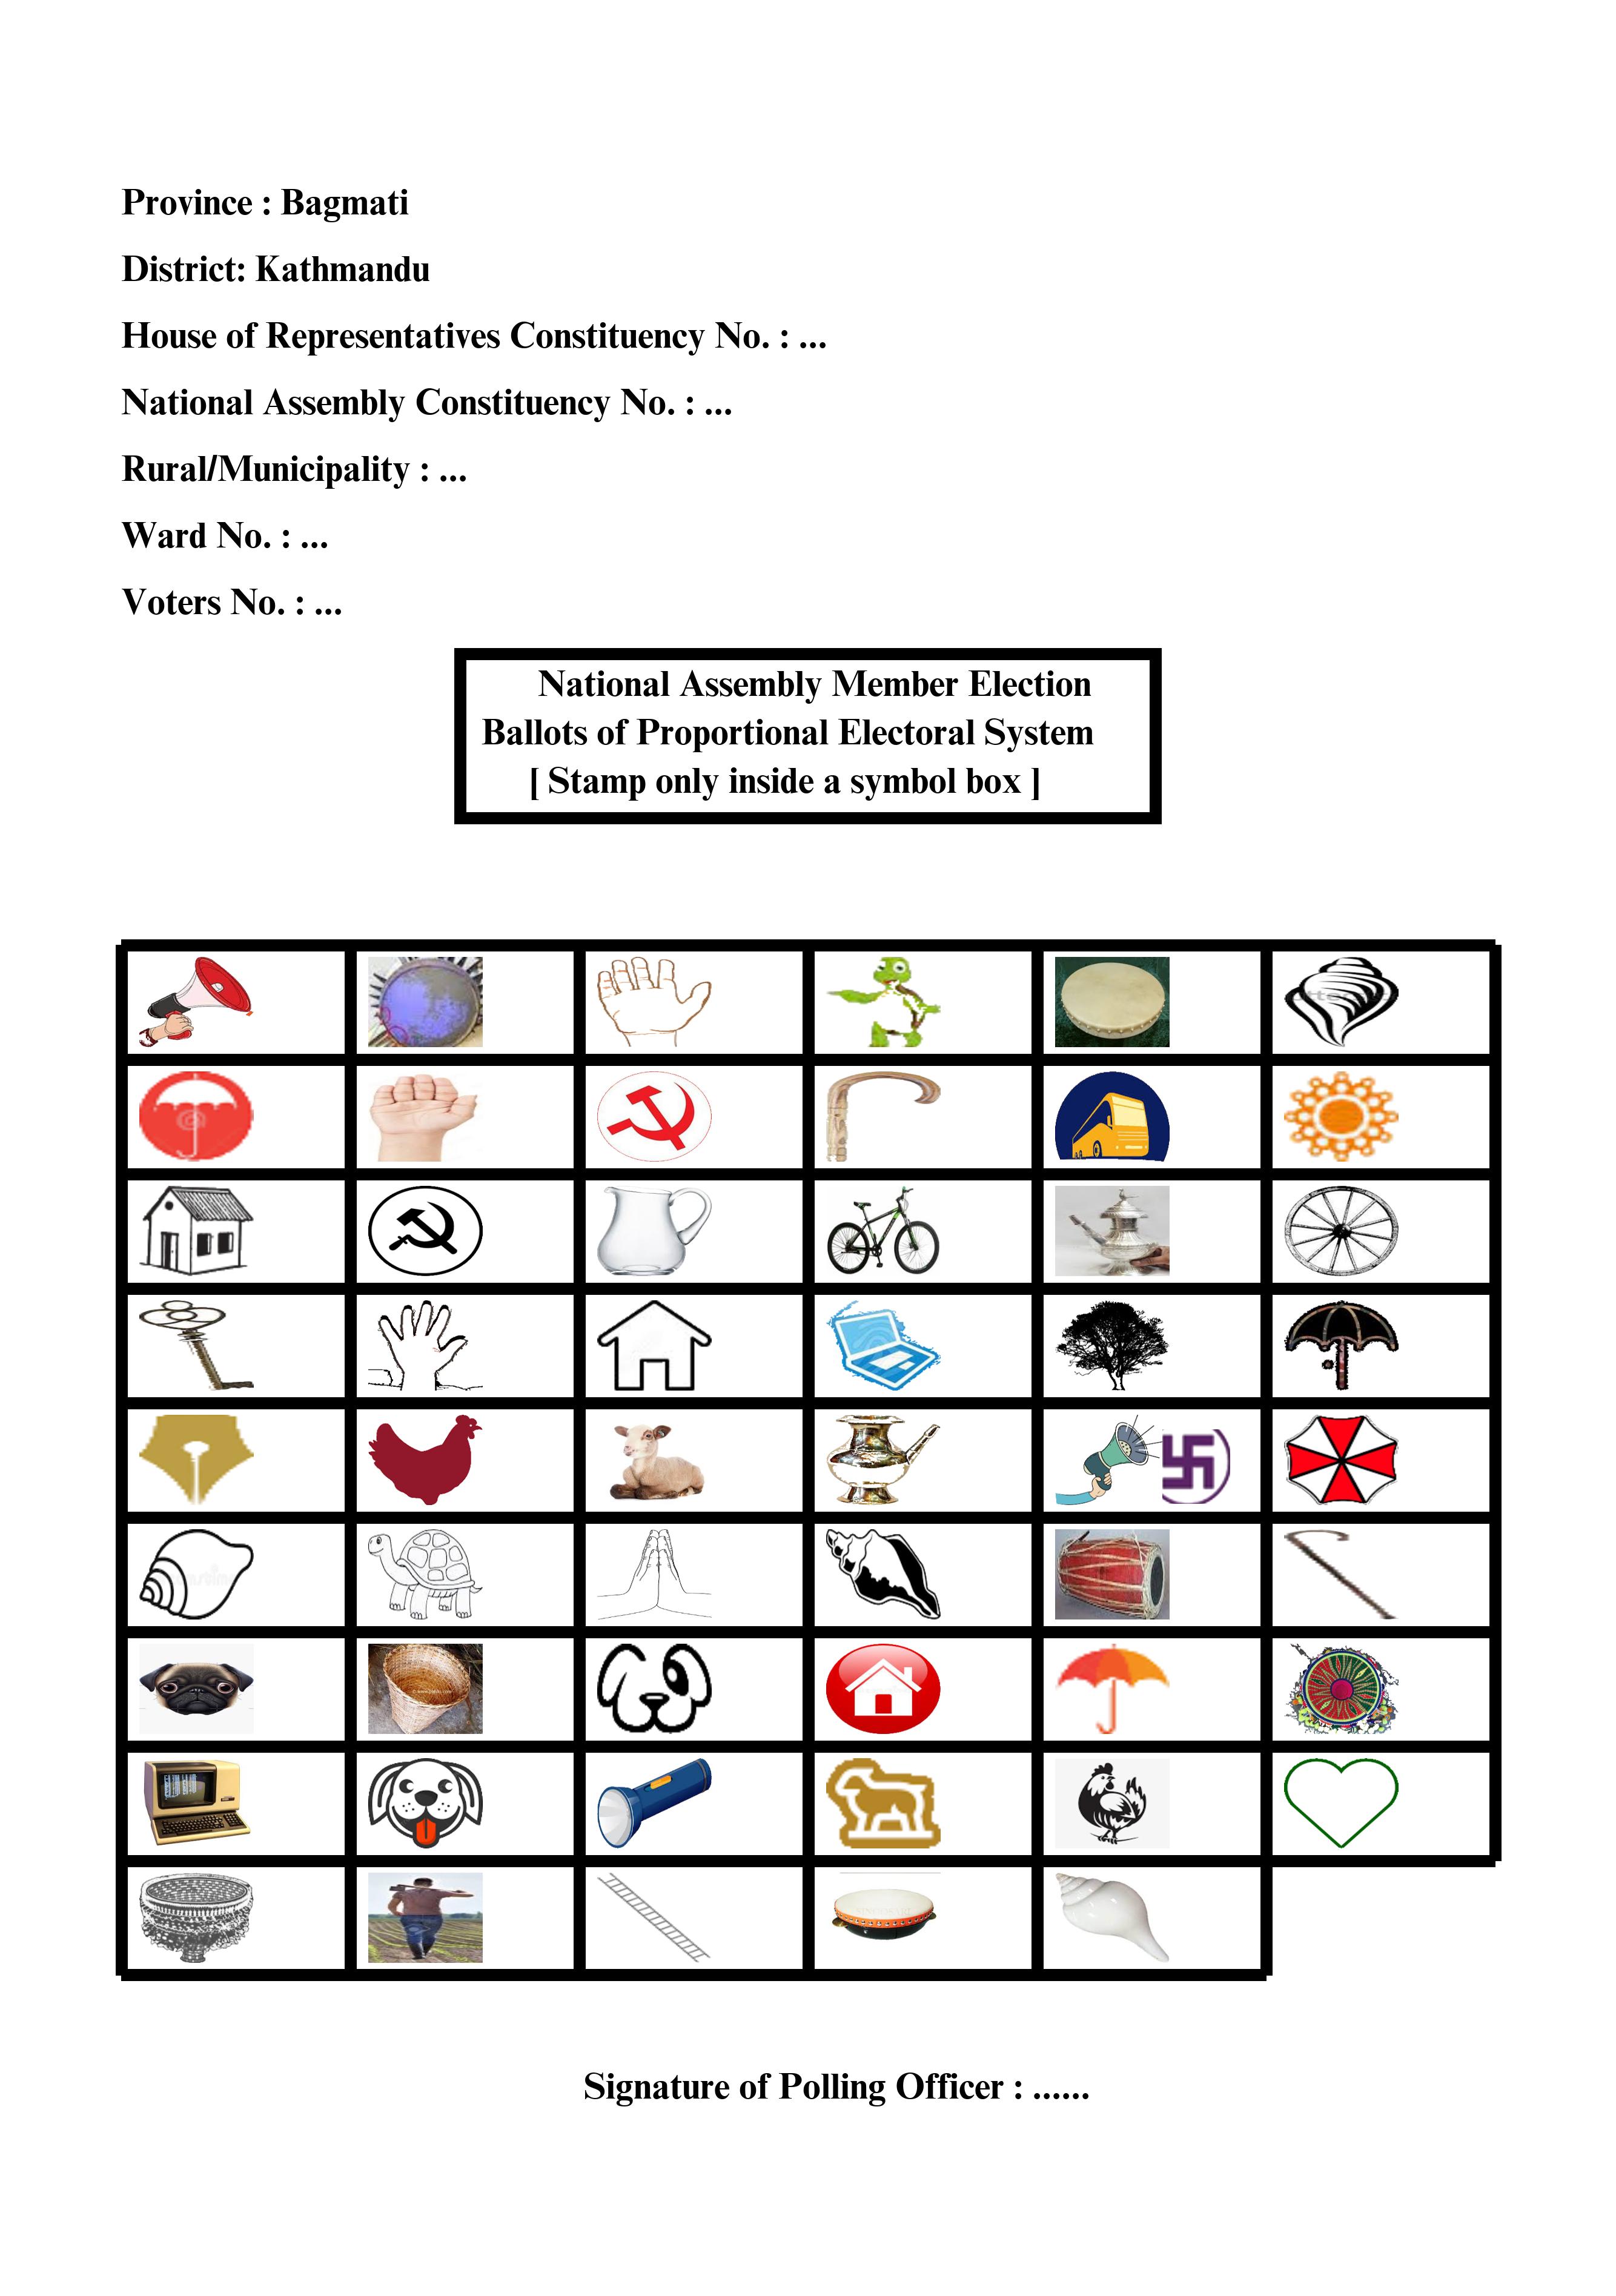 Province : Bagmati
District: Kathmandu
House of Representatives Constituency No. : ...
National Assembly Constituency No. : ...
Rural/Municipality : ...
Ward No. : ...
Voters No. : ...
National Assembly Member Election
Ballots of Proportional Electoral System
[ Stamp only inside a symbol box ]
Signature of Polling Officer : ......